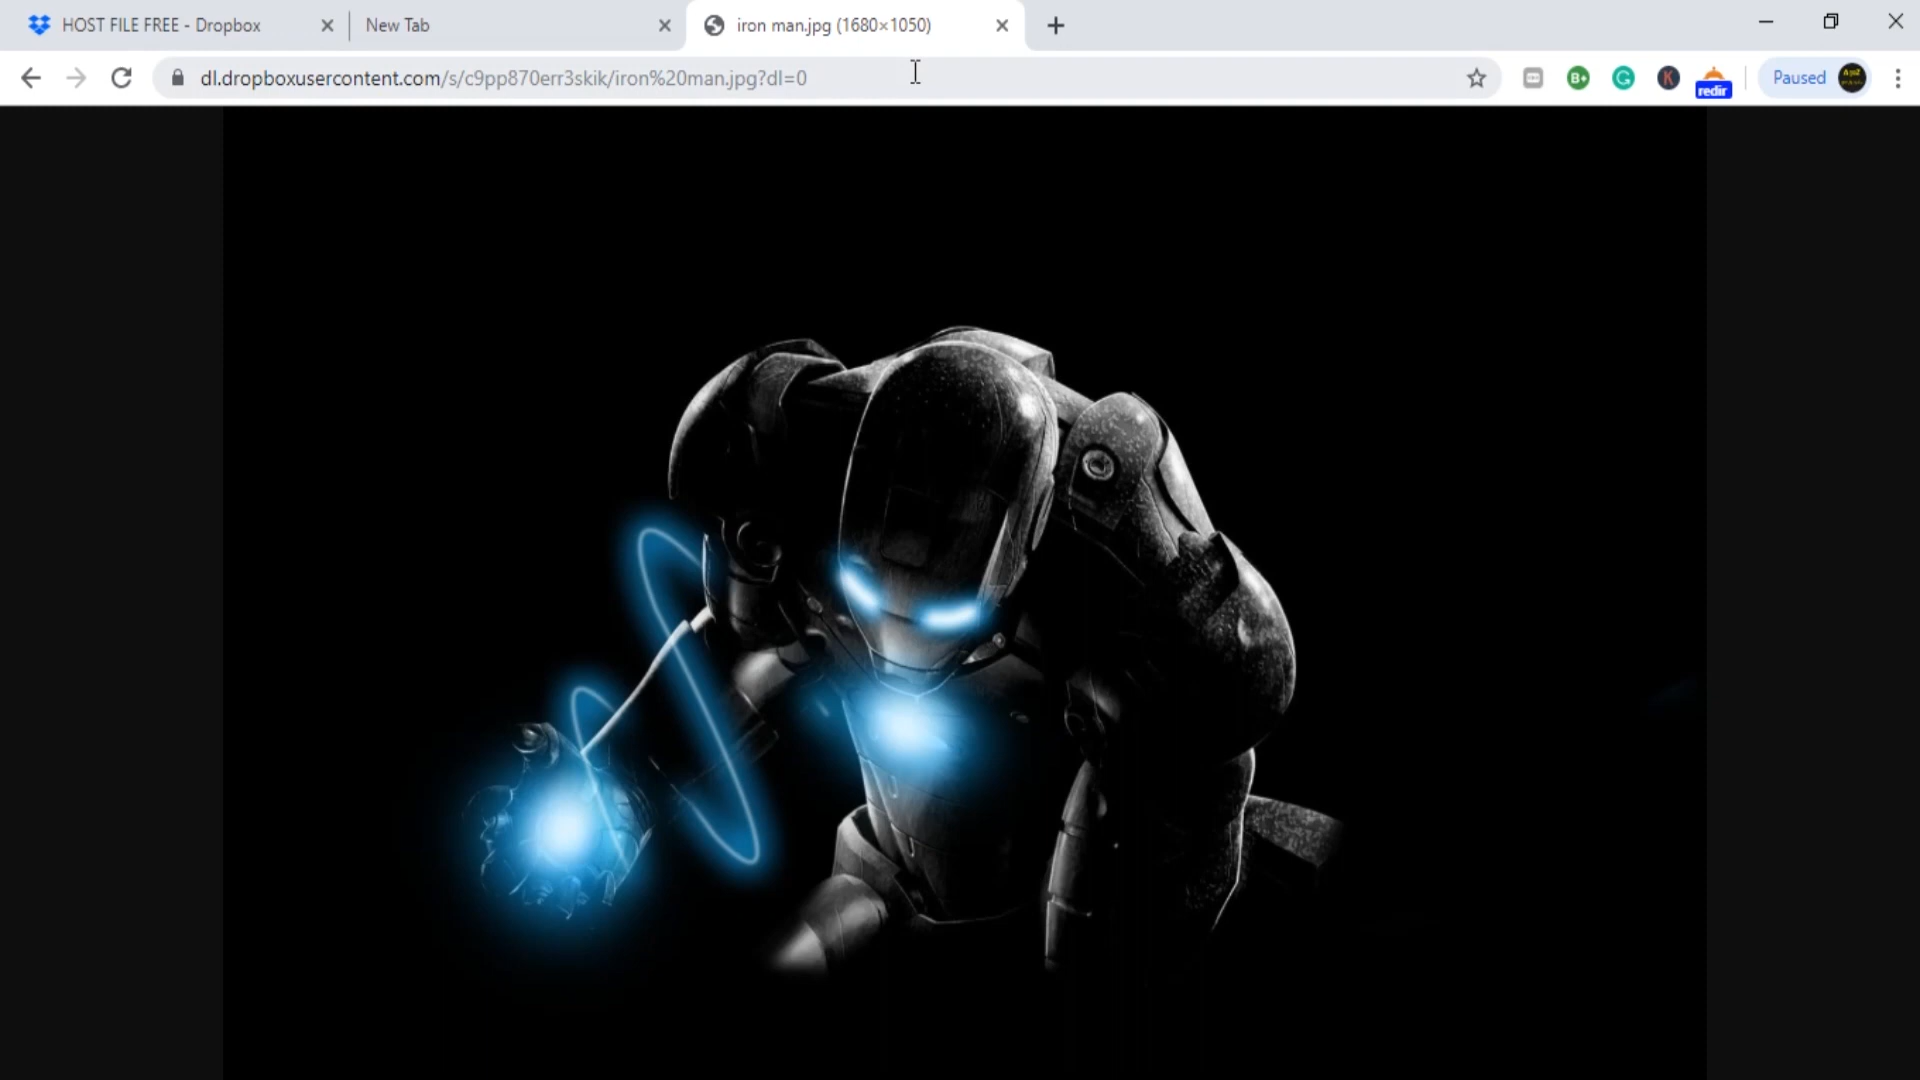 HOST FILE FREE - Dropbox
New Tab
iron man.jpg (1680×1050)
dl.dropboxusercontent.com/s/c9pp870err3skik/iron%20man.jpg?dl=0
B+
G
K
redir
Paused